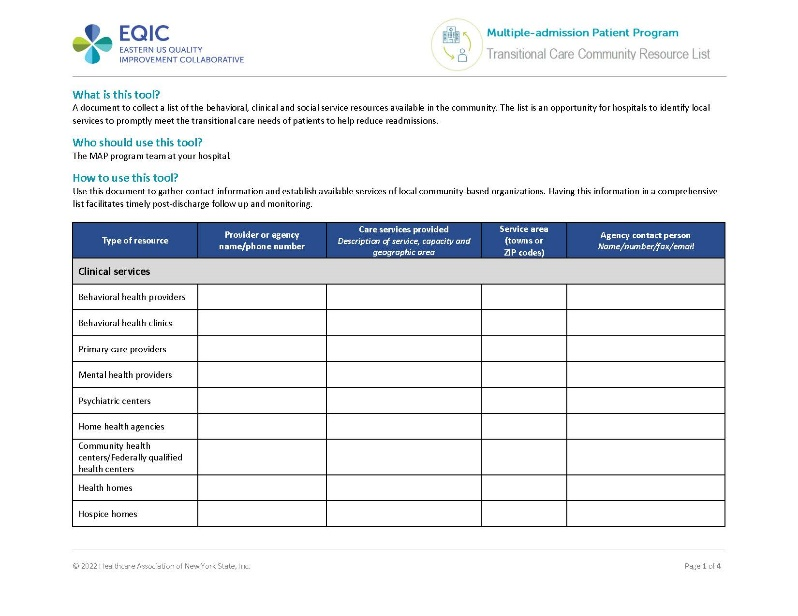 EQIC
EASTERN US QUALITY
IMPROVEMENT COLLABORATIVE
Multiple-admission Patient Program
Transitional Care Community Resource List
What is this tool?
A document to collect a list of the behavioral, clinical and social service resources available in the community. The list is an opportunity for hospitals to identify local
services to promptly meet the transitional care needs of patients to help reduce readmissions.
Who should use this tool?
The MAP program team at your hospital.
How to use this tool?
Use this document to gather contact information and establish available services of local community-based organizations. Having this information in a comprehensive
list facilitates timely post-discharge follow up and monitoring.
Type of resource
Provider or agency
name/phone number
Care services provided
Description of service, capacity and
geographic area
Service area
(towns or
ZIP codes)
Agency contact person
Name/number/fax/email
Clinical services
Behavioral health providers
Behavioral health clinics
Primary care providers
Mental health providers
Psychiatric centers
Home health agencies
Community health
centers/Federally qualified
health centers
Health homes
Hospice homes
© 2022 Healthcare Association of New York State, Inc.
Page 1 of 4